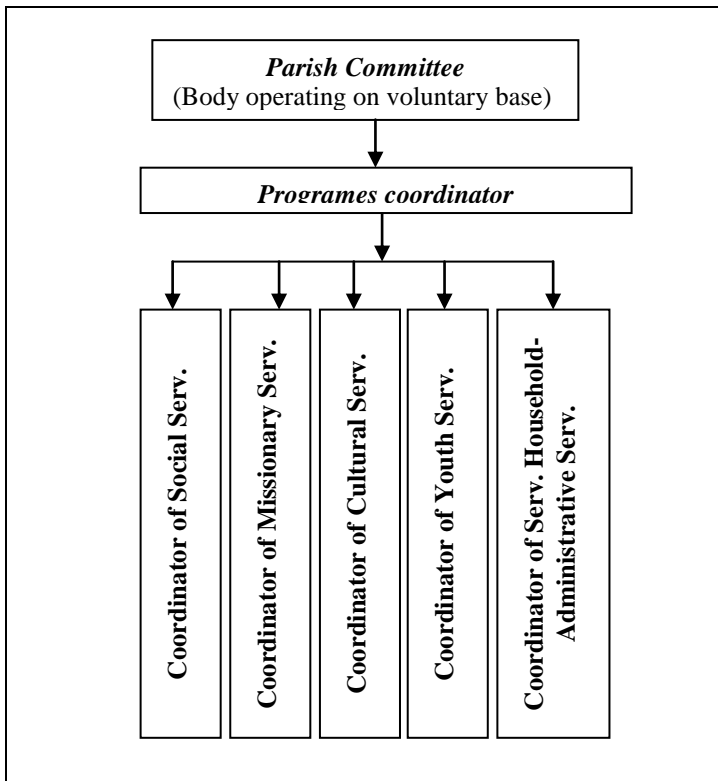 Parish Committee
(Body operating on voluntary base)
Programes coordinator
Coordinator of Social Serv.
Coordinator of Missionary Serv.
Coordinator of Cultural Serv.
Coordinator of Youth Serv.
Coordinator of Serv. Household-
Administrative Serv.